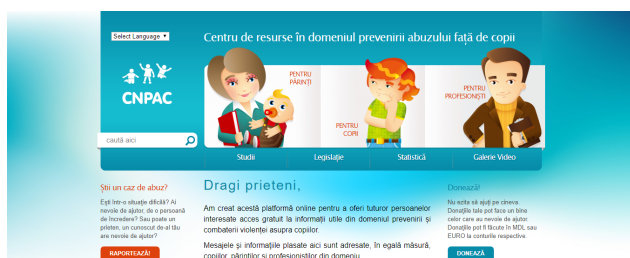 Select Language
Centru de resurse în domeniul prevenirii abuzului față de copii
CNPAC
PENTRU
PĂRINȚI
PENTRU
COPII
PENTRU
PROFESIONIȘTI
caută aici
Studii
Legislație
Statistică
Galerie Video
Știi un caz de abuz?
Ești într-o situație dificilă? Ai
nevoie de ajutor, de o persoană
de încredere? Sau poate un
prieten, un cunoscut de-al tău
are nevoie de ajutor?
RAPORTEAZĂ!
Dragi prieteni,
Am creat acestă platformă online pentru a oferi tuturor persoanelor
interesate acces gratuit la informații utile din domeniul prevenirii și
combaterii violenței asupra copiilor.
Mesajele și informațiile plasate aici sunt adresate, în egală măsură,
copiilor, părinților și profesioniștilor din domeniu.
Donează!
Nu ezita să ajuți pe cineva.
Donațiile tale pot face un bine
celor care au nevoie de ajutor.
Donațiile pot fi făcute în MDL sau
EURO la conturile respective.
DONEAZĂ